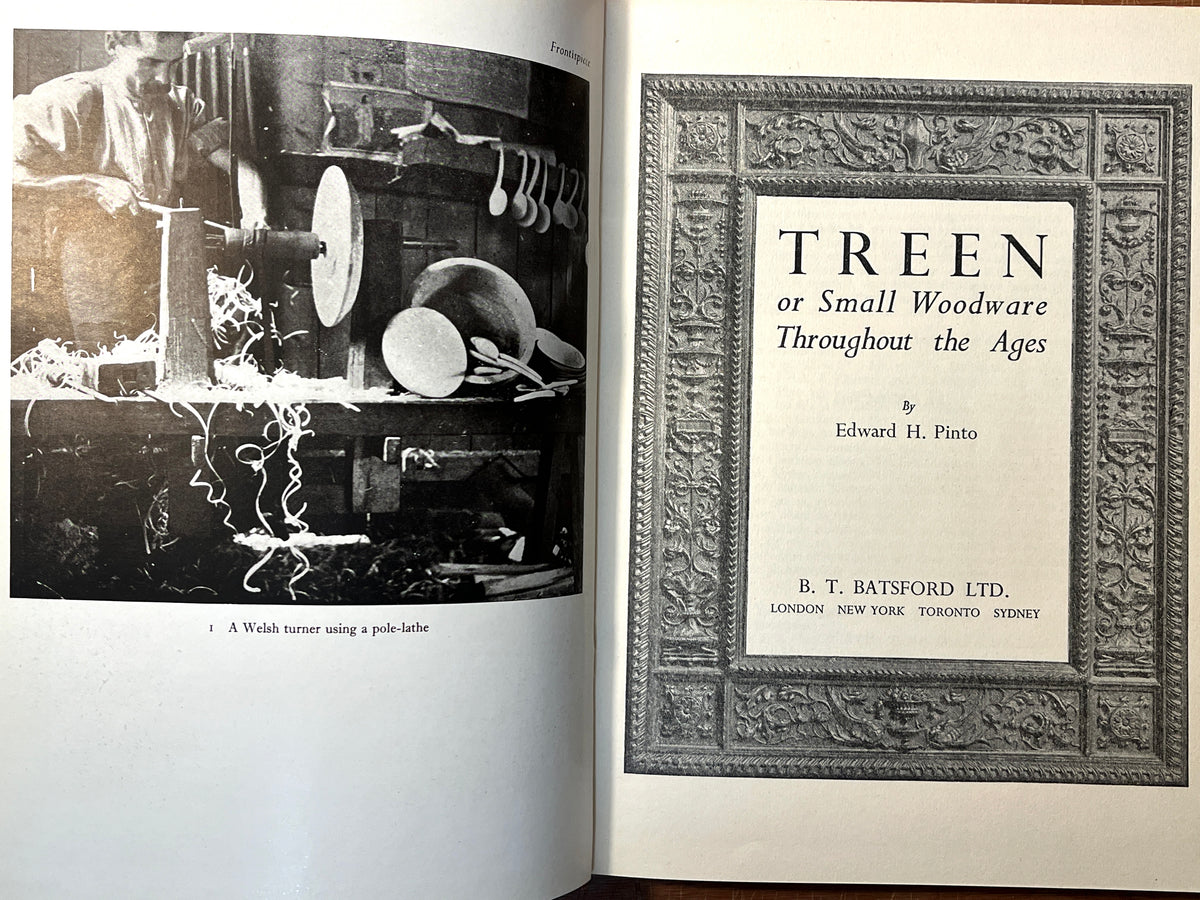 Frontispiece
1 A Welsh turner using a pole-lathe
TREEN
or Small Woodware
Throughout the Ages
By
Edward H. Pinto
B. T. BATSFORD LTD.
LONDON NEW YORK TORONTO SYDNEY